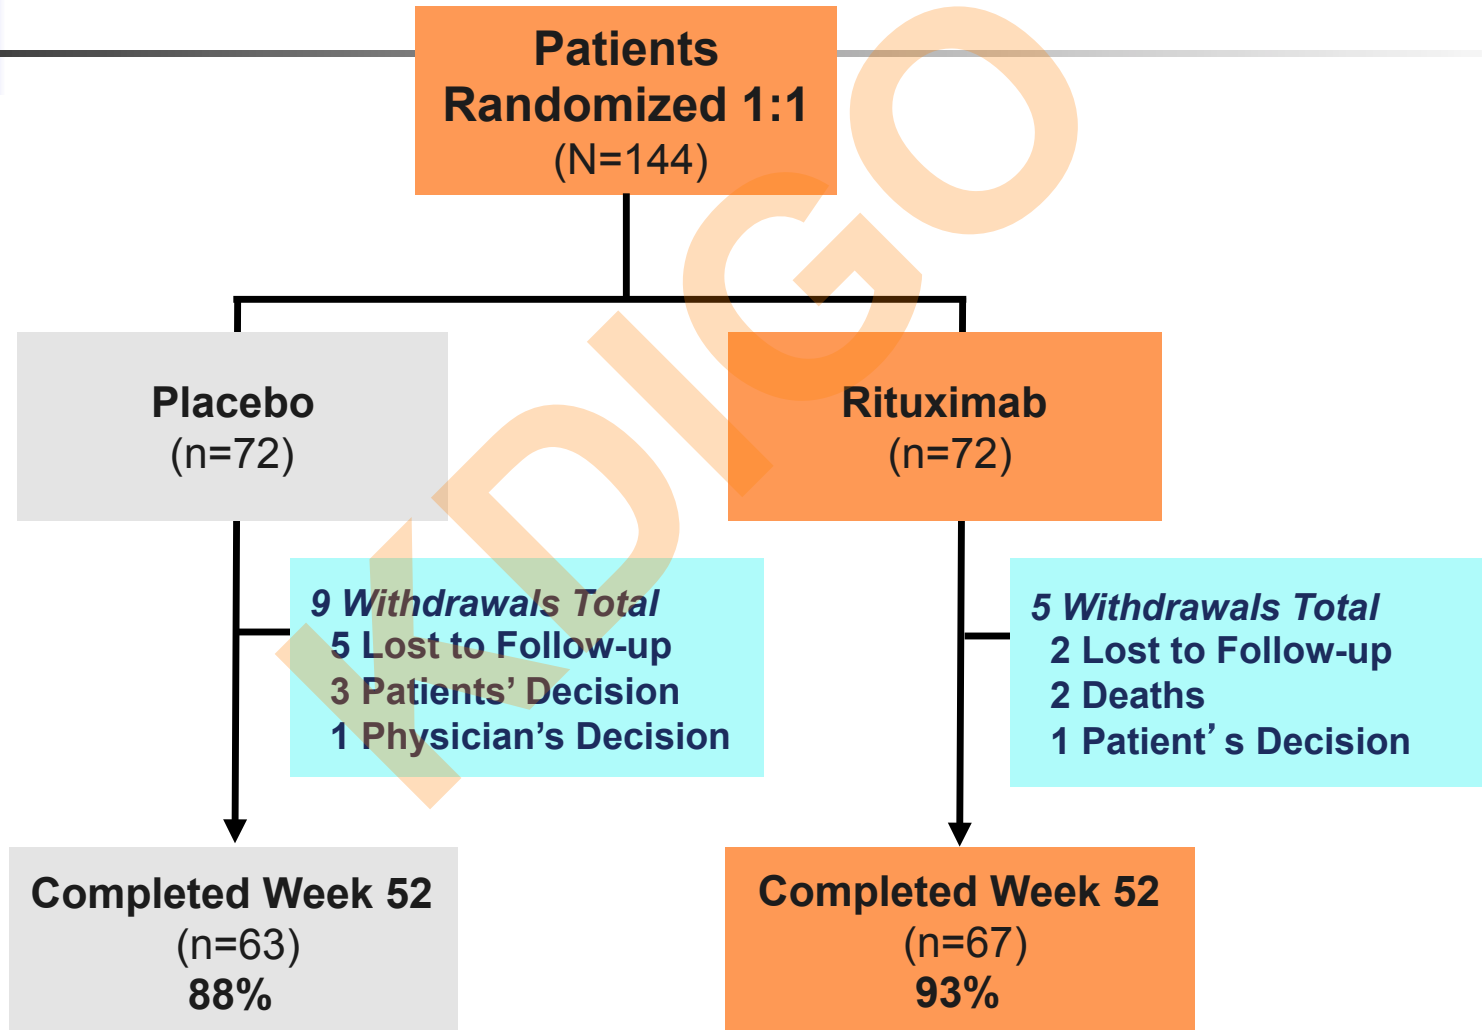 Patients
Randomized 1:1
(N=144)
Placebo
(n=72)
Rituximab
(n=72)
9 Withdrawals Total
5 Lost to Follow-up
3 Patients’ Decision
1 Physician’s Decision
5 Withdrawals Total
2 Lost to Follow-up
2 Deaths
1 Patient’ s Decision
Completed Week 52
(n=63)
88%
Completed Week 52
(n=67)
93%
KDIGO